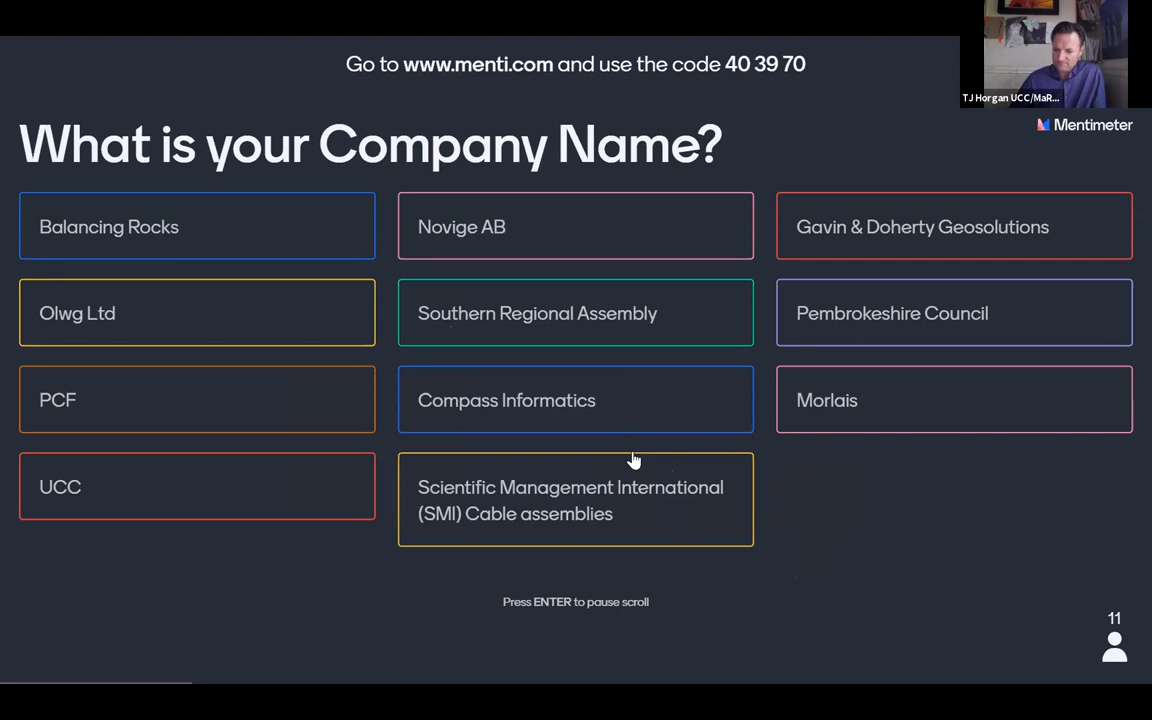 Go to www.menti.com and use the code 40 39 70
TJ Horgan UCC/MaR...
Mentimeter
What is your Company Name?
Balancing Rocks
Novige AB
Gavin & Doherty Geosolutions
Olwg Ltd
Southern Regional Assembly
Pembrokeshire Council
PCF
Compass Informatics
Morlais
UCC
Scientific Management International
(SMI) Cable assemblies
Press ENTER to pause scroll
11